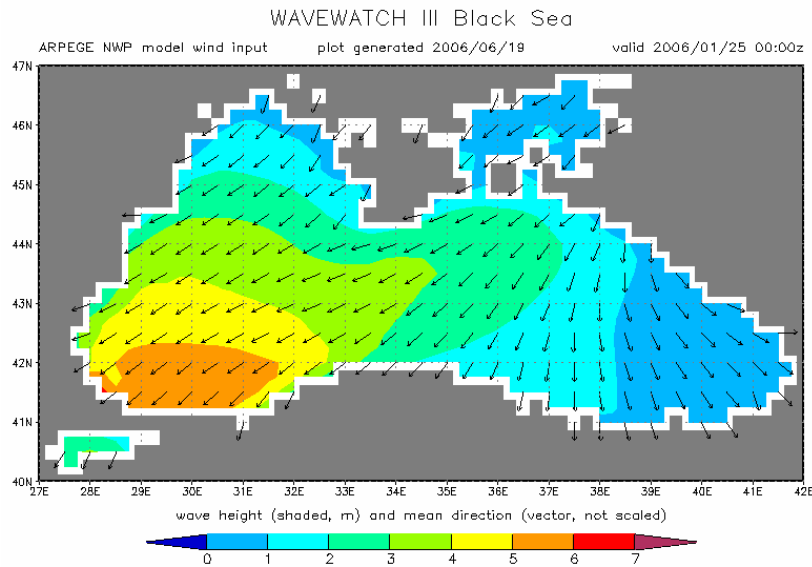 WAVEWATCH III Black Sea
ARPEGE NWP model wind input plot generated 2006/06/19 valid 2006/01/25 00:00z
47N
46N
45N
44N
43N
42N
41N
40N
27E 28E 29E 30E 31E 32E 33E 34E 35E 36E 37E 38E 39E 40E 41E 42E
wave height (shaded, m) and mean direction (vector, not scaled)
0 1 2 3 4 5 6 7